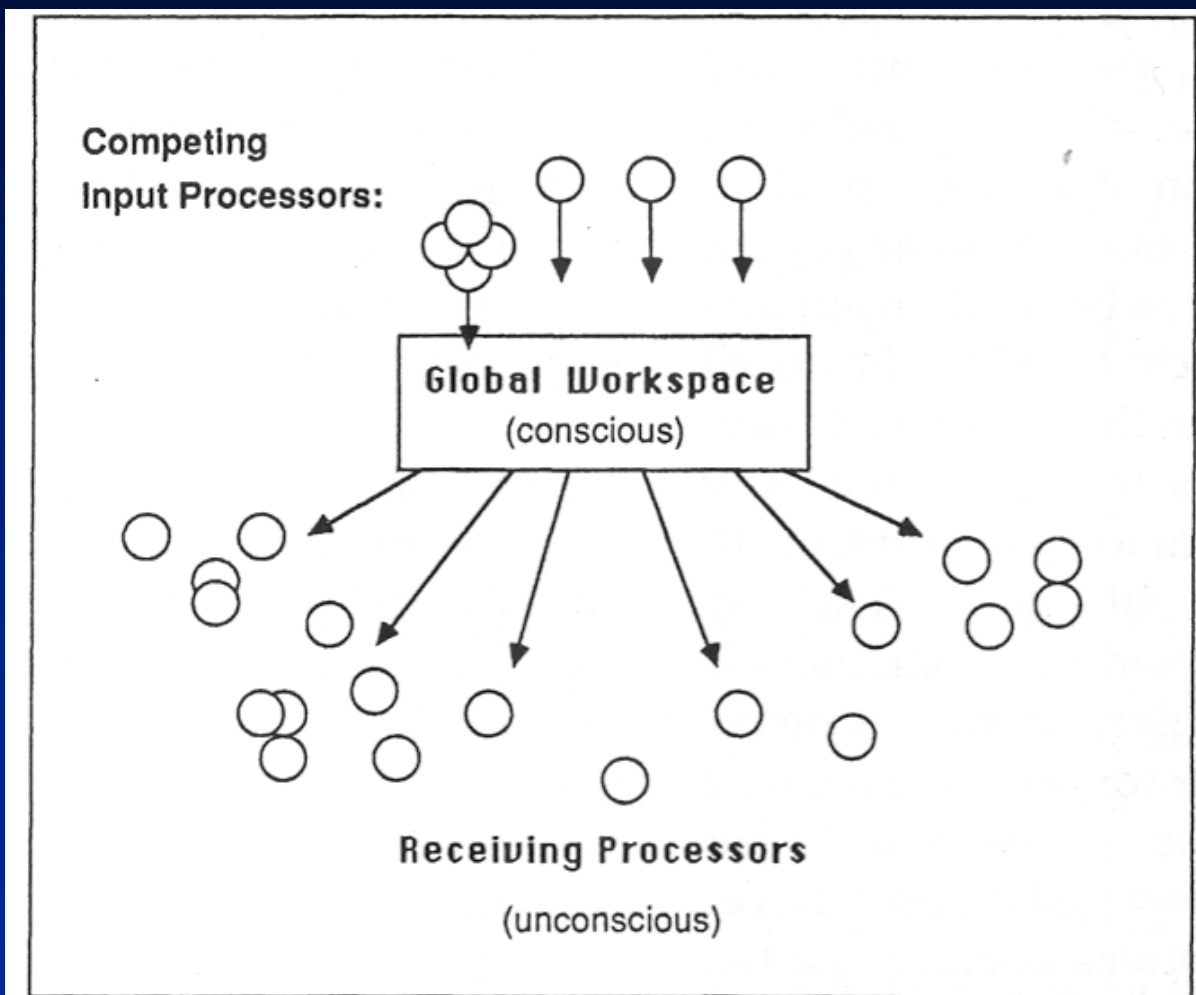 Competing
Input Processors:
Global Workspace
(conscious)
Receiving Processors
(unconscious)